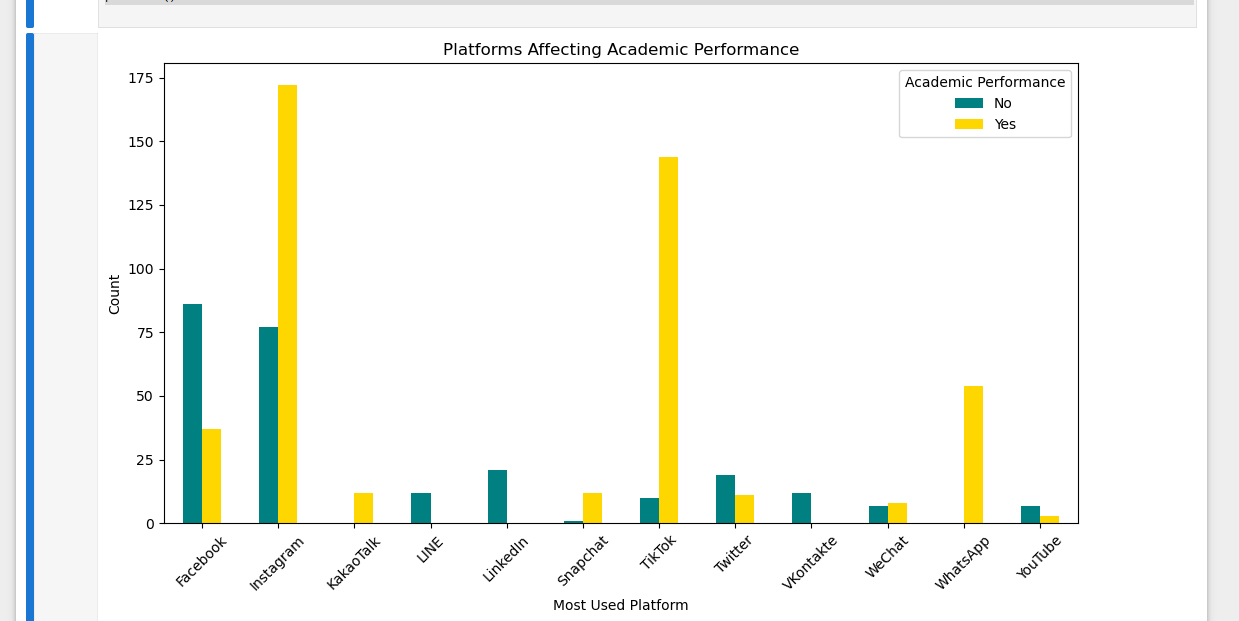 Platforms Affecting Academic Performance
Academic Performance
No
Yes
175
150
125
100
75
50
25
0
Count
Facebook
Instagram
KakaoTalk
LINE
LinkedIn
Snapchat
TikTok
Twitter
VKontakte
WeChat
WhatsApp
YouTube
Most Used Platform